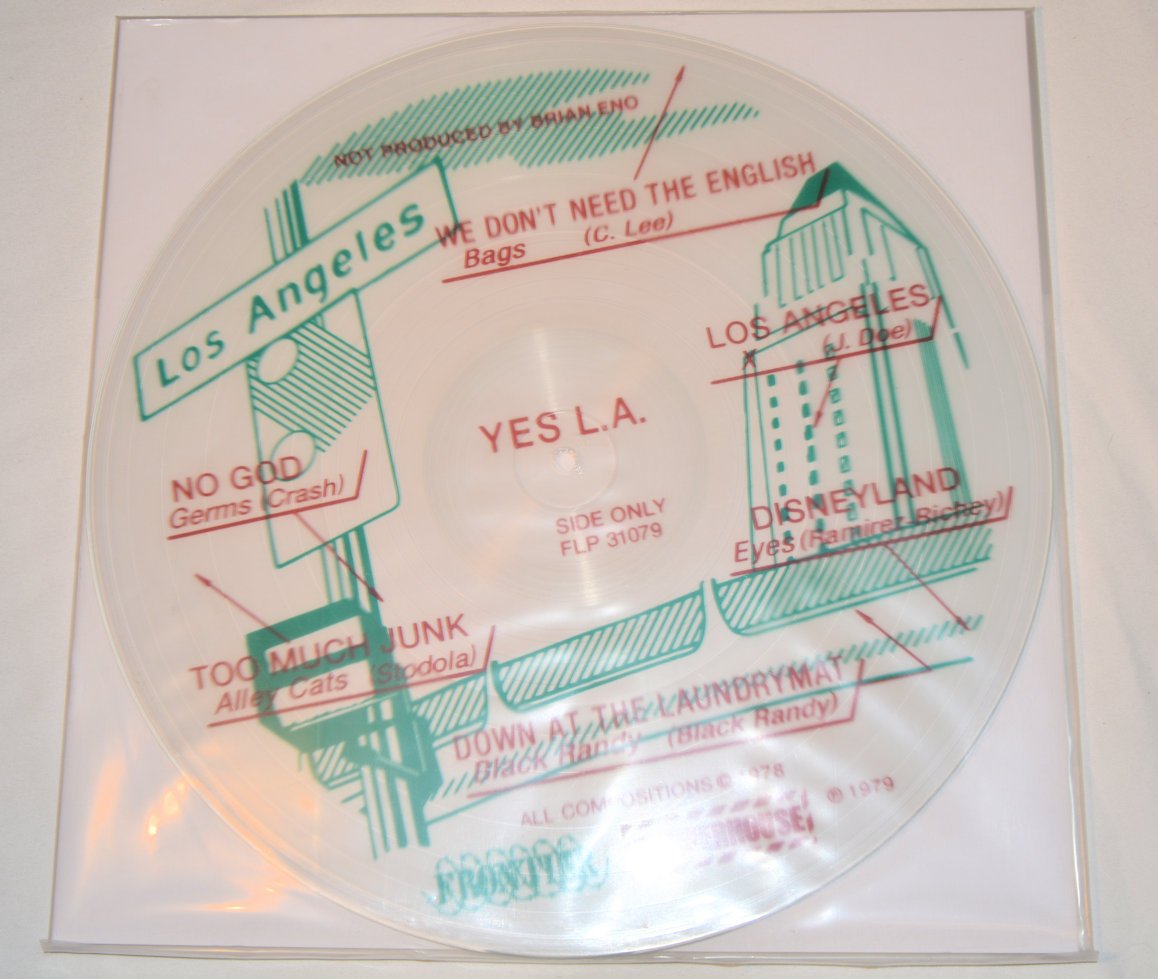 NOT PRODUCED BY BRIAN ENO
WE DON'T NEED THE ENGLISH
Bags (C. Lee)
Los Angeles
LOS ANGELES
X (J. Doe)
YES L.A.
NO GOD
Germs (Crash)
SIDE ONLY
FLP 31079
DISNEYLAND
Eyes (Ramirez-Richey)
TOO MUCH JUNK
Alley Cats (Stodola)
DOWN AT THE LAUNDRYMAT
Black Randy (Black Randy)
ALL COMPOSITIONS © 1978
℗ 1979
FRONTIER